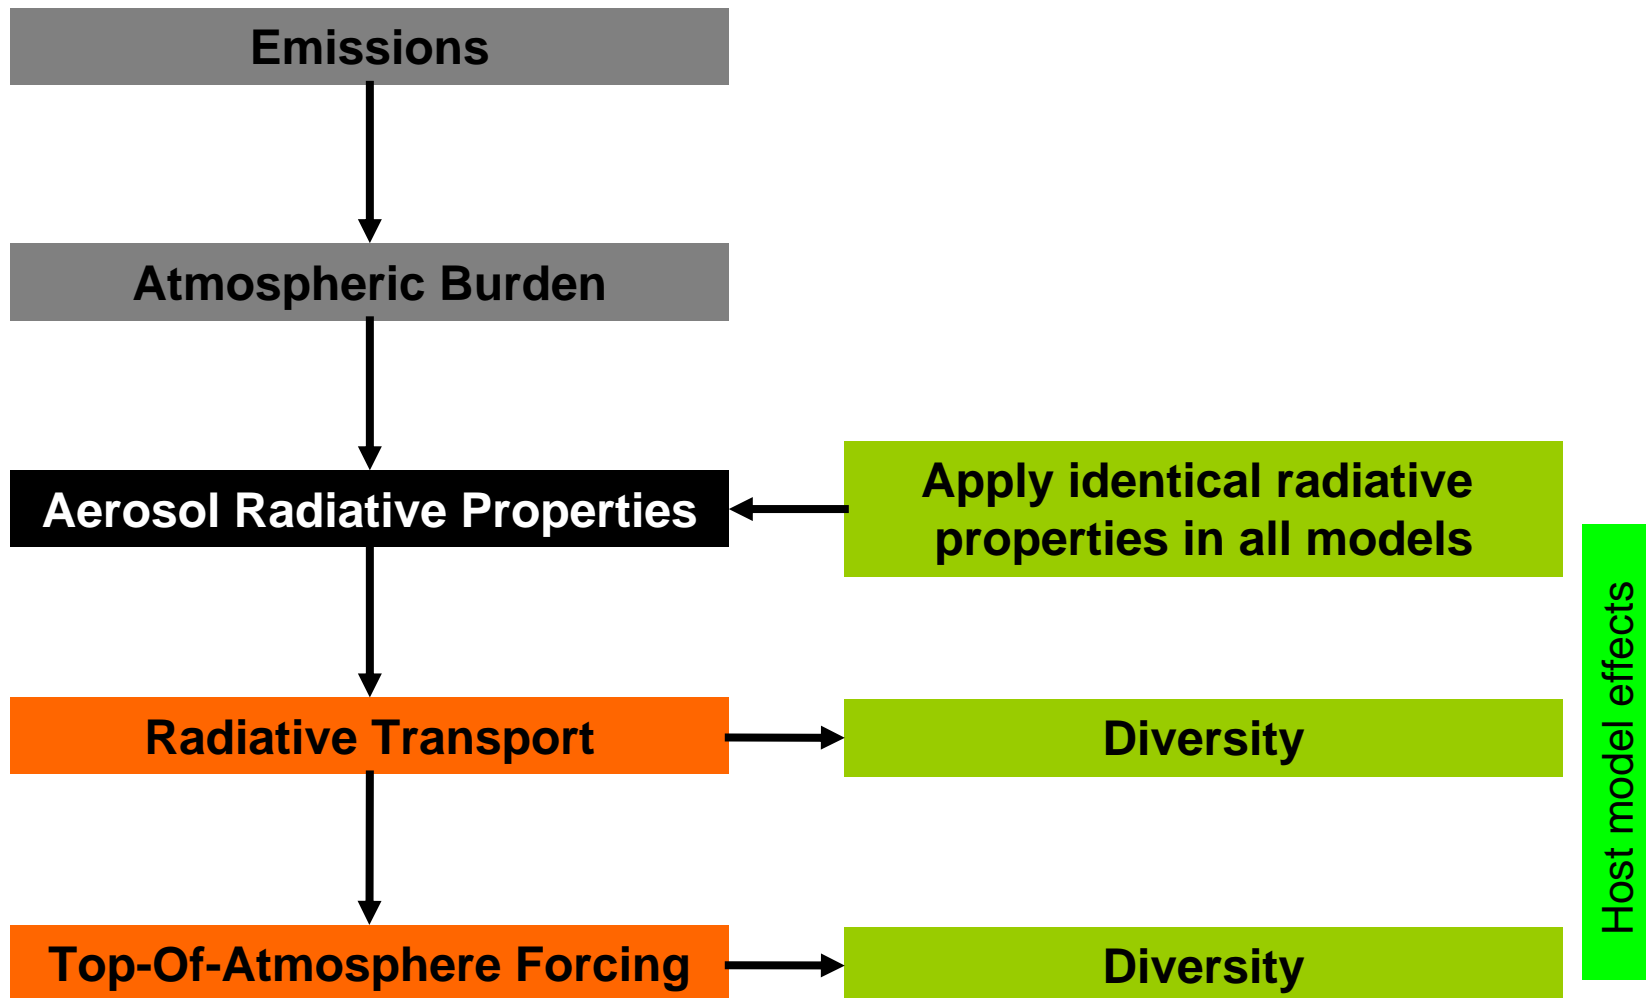 Emissions
Atmospheric Burden
Aerosol Radiative Properties
Apply identical radiative
properties in all models
Radiative Transport
Diversity
Top-Of-Atmosphere Forcing
Diversity
Host model effects